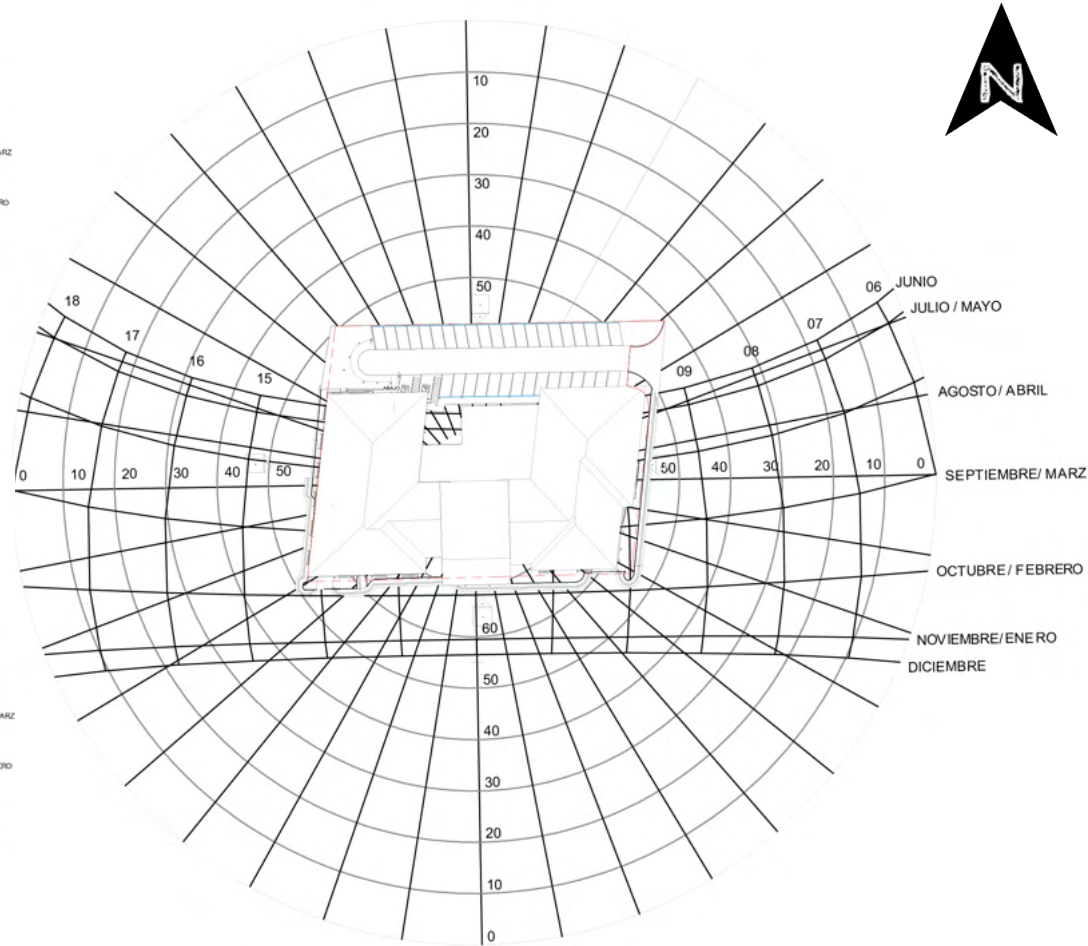 N
10
20
30
40
50
06 JUNIO
JULIO / MAYO
07
18
17
08
16
09
15
AGOSTO / ABRIL
ABAJO
0 10 20 30 40 50
50 40 30 20 10 0
SEPTIEMBRE/ MARZ
OCTUBRE / FEBRERO
60
NOVIEMBRE/ENERO
DICIEMBRE
50
40
30
20
10
0